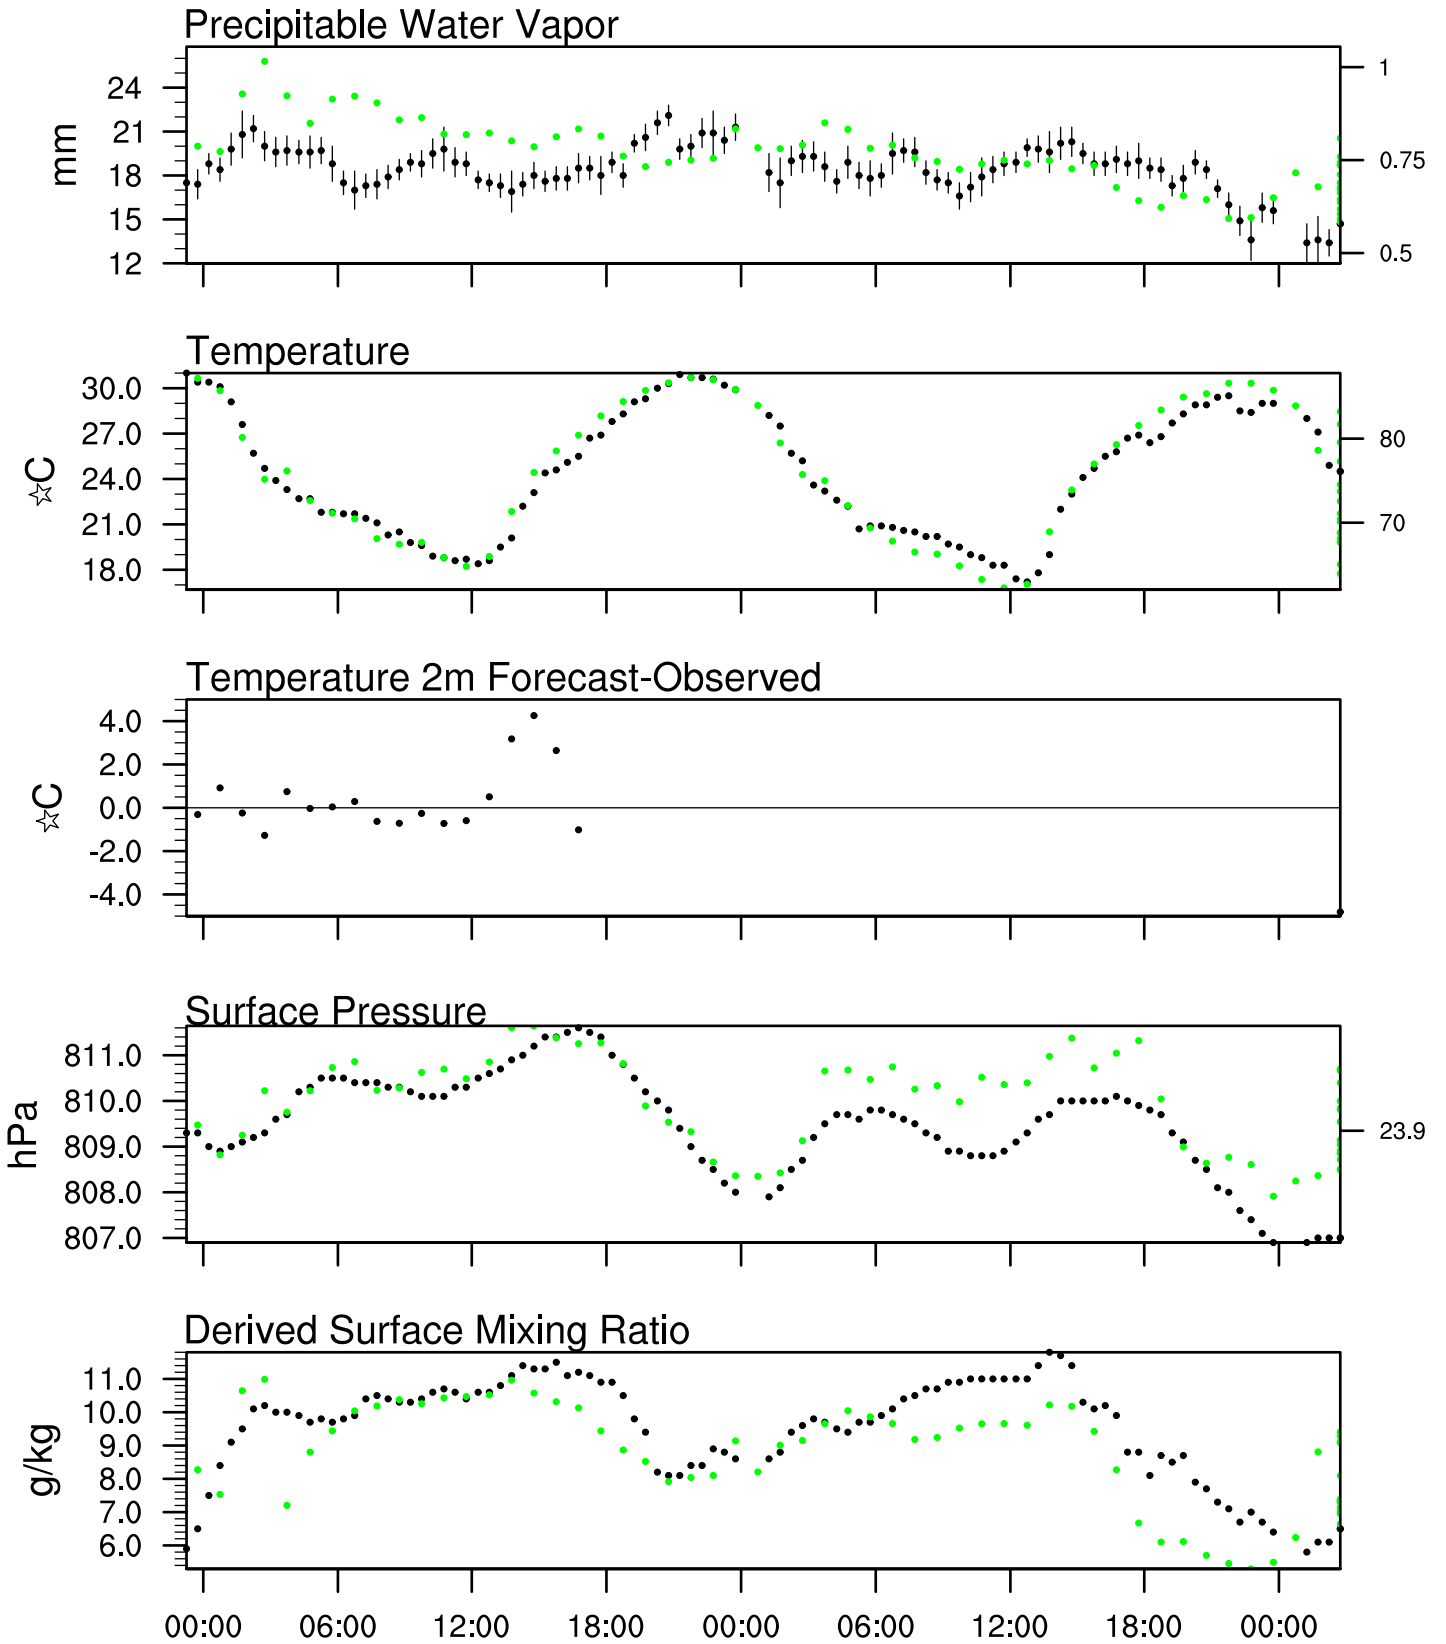 Precipitable Water Vapor
24
21
18
15
12
mm
1
0.75
0.5
Temperature
30.0
27.0
24.0
21.0
18.0
☆C
80
70
Temperature 2m Forecast-Observed
4.0
2.0
0.0
-2.0
-4.0
☆C
Surface Pressure
811.0
810.0
809.0
808.0
807.0
hPa
23.9
Derived Surface Mixing Ratio
11.0
10.0
9.0
8.0
7.0
6.0
g/kg
00:00 06:00 12:00 18:00 00:00 06:00 12:00 18:00 00:00